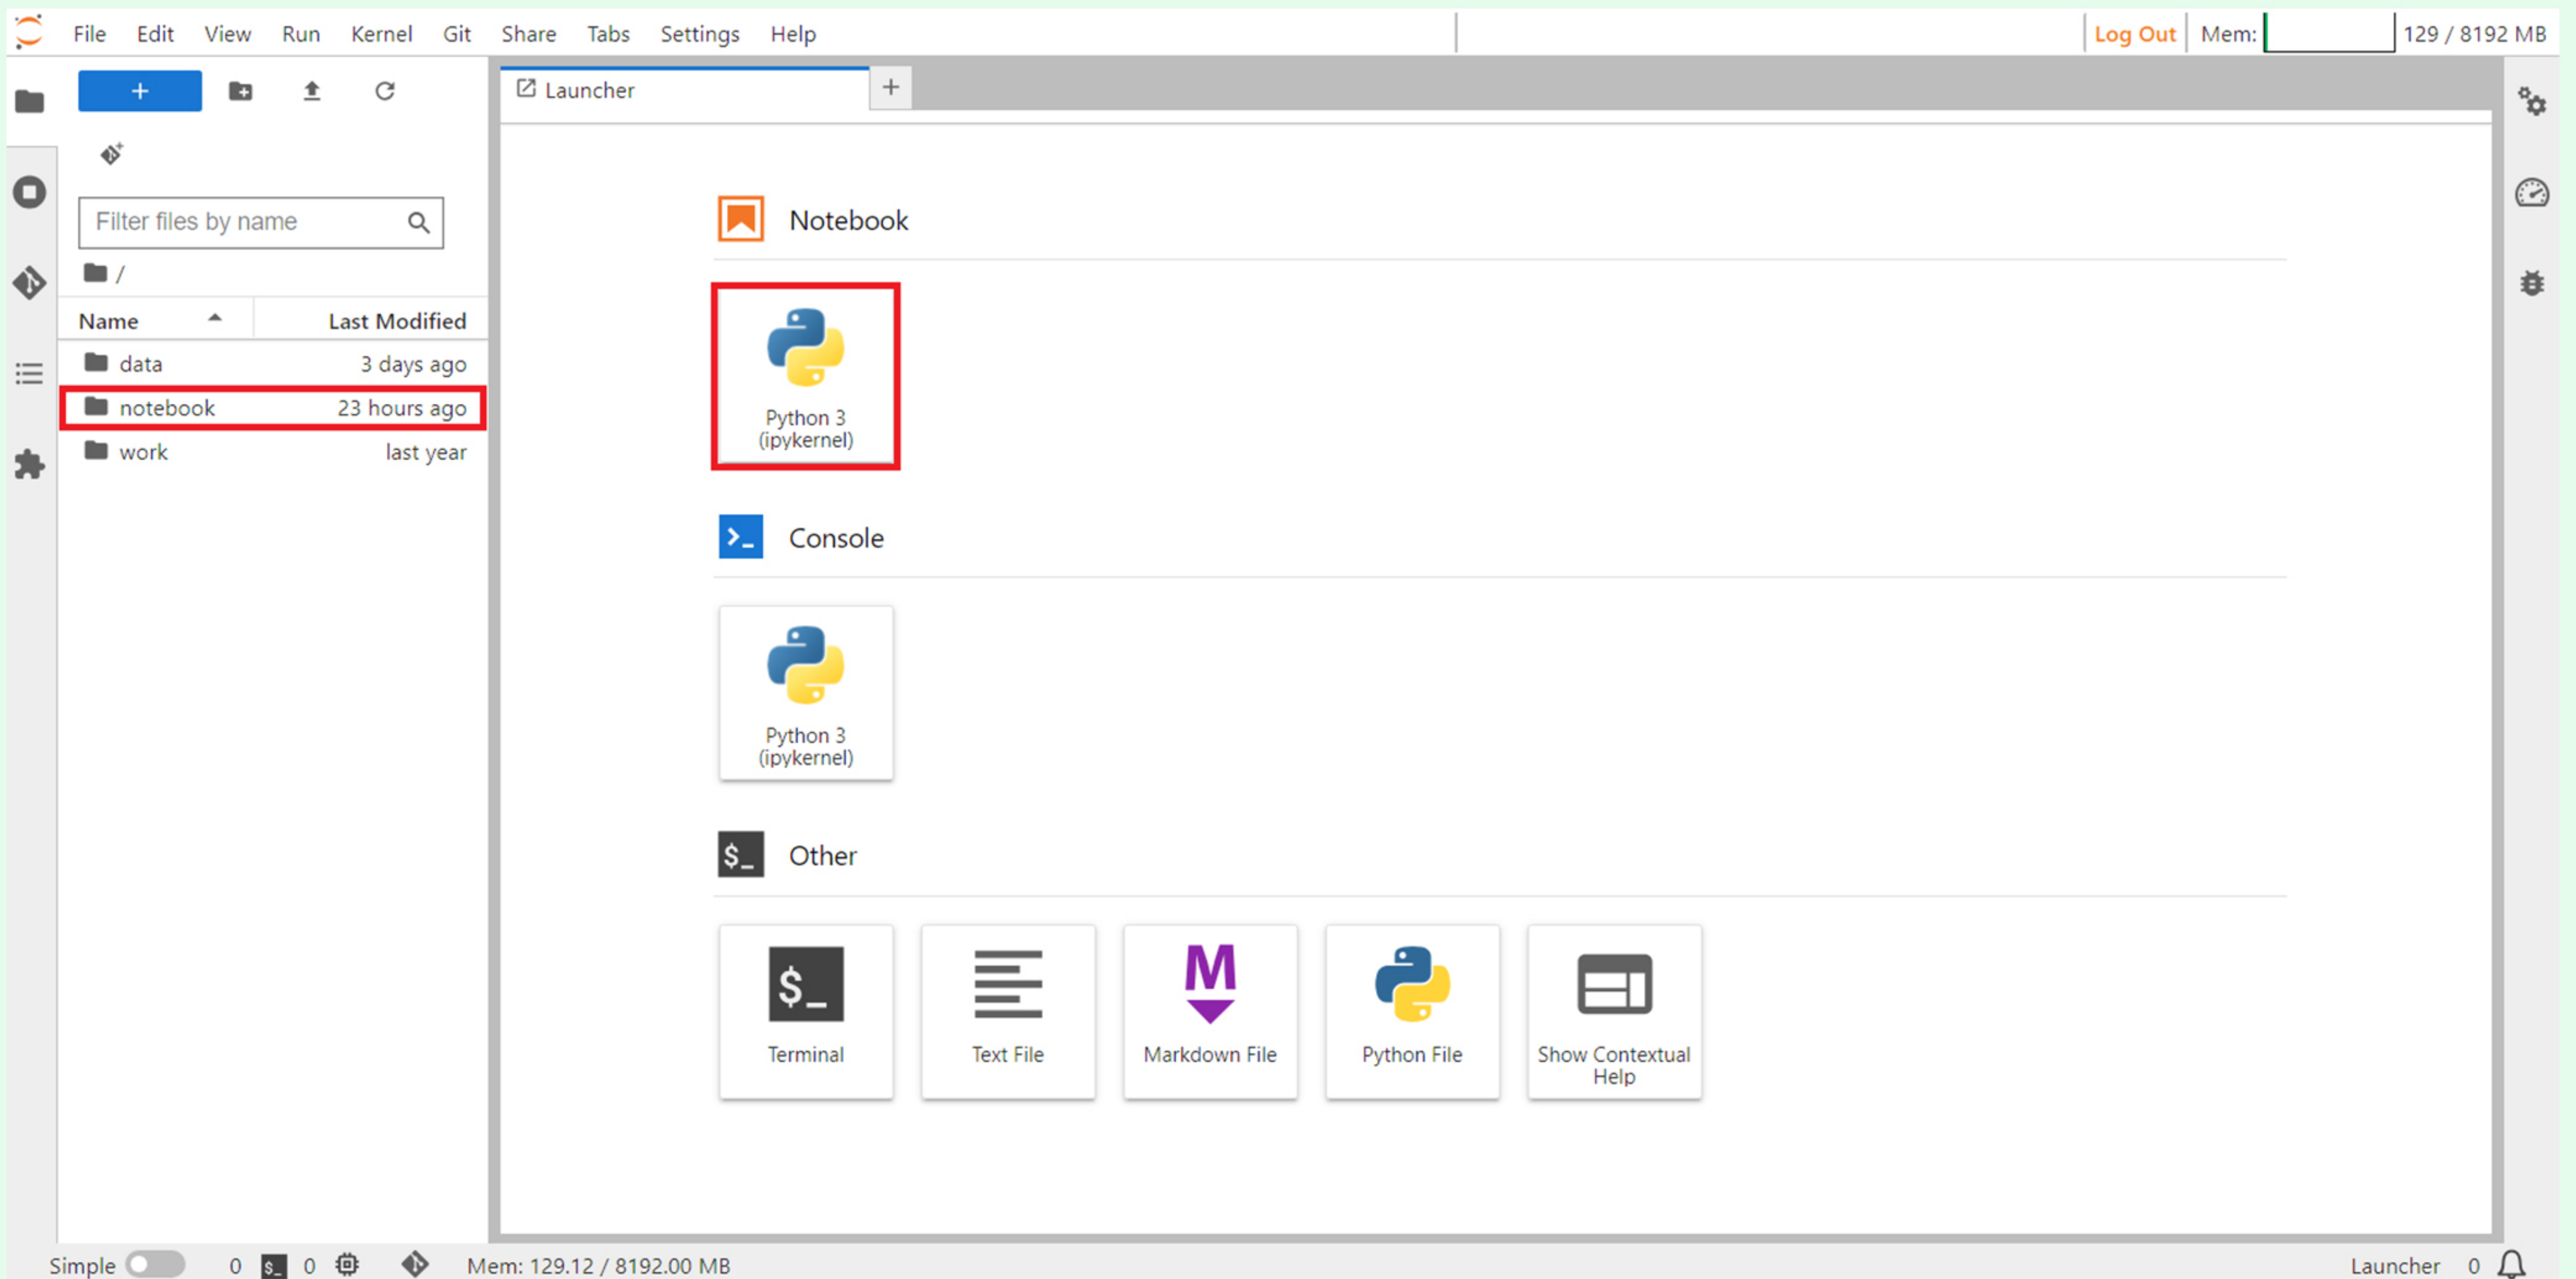 File Edit View Run Kernel Git Share Tabs Settings Help
Log Out Mem: 129 / 8192 MB
Launcher
Filter files by name
/
Name Last Modified
data 3 days ago
notebook 23 hours ago
work last year
Notebook
Python 3
(ipykernel)
Console
Python 3
(ipykernel)
$_ Other
$_
Terminal
Text File
M
Markdown File
Python File
Show Contextual
Help
Simple 0 $_ 0 Mem: 129.12 / 8192.00 MB
Launcher 0